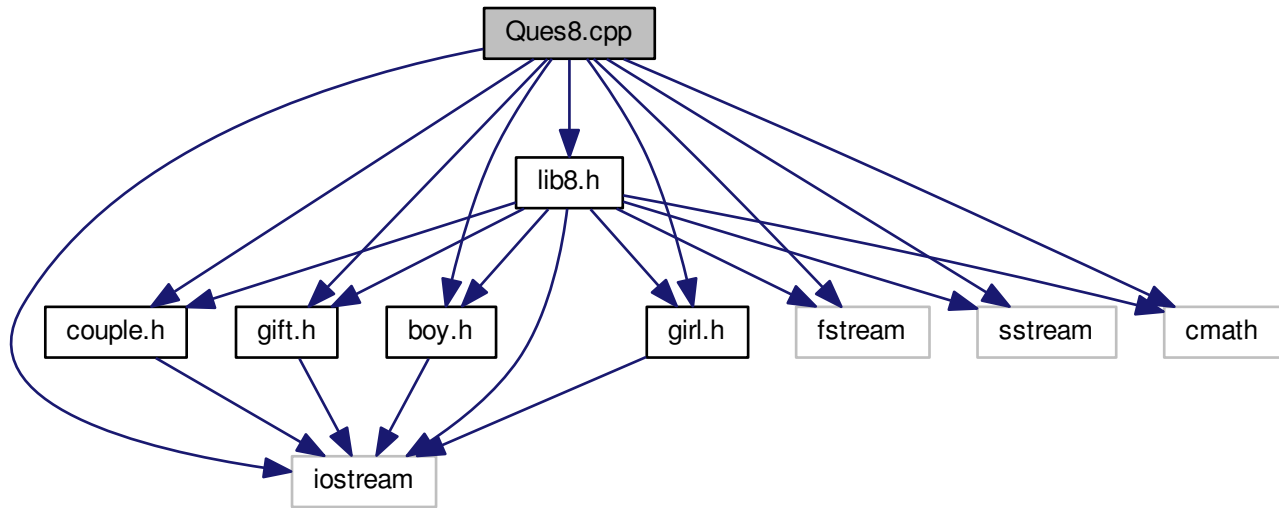 Ques8.cpp
lib8.h
couple.h
gift.h
boy.h
girl.h
fstream
sstream
cmath
iostream